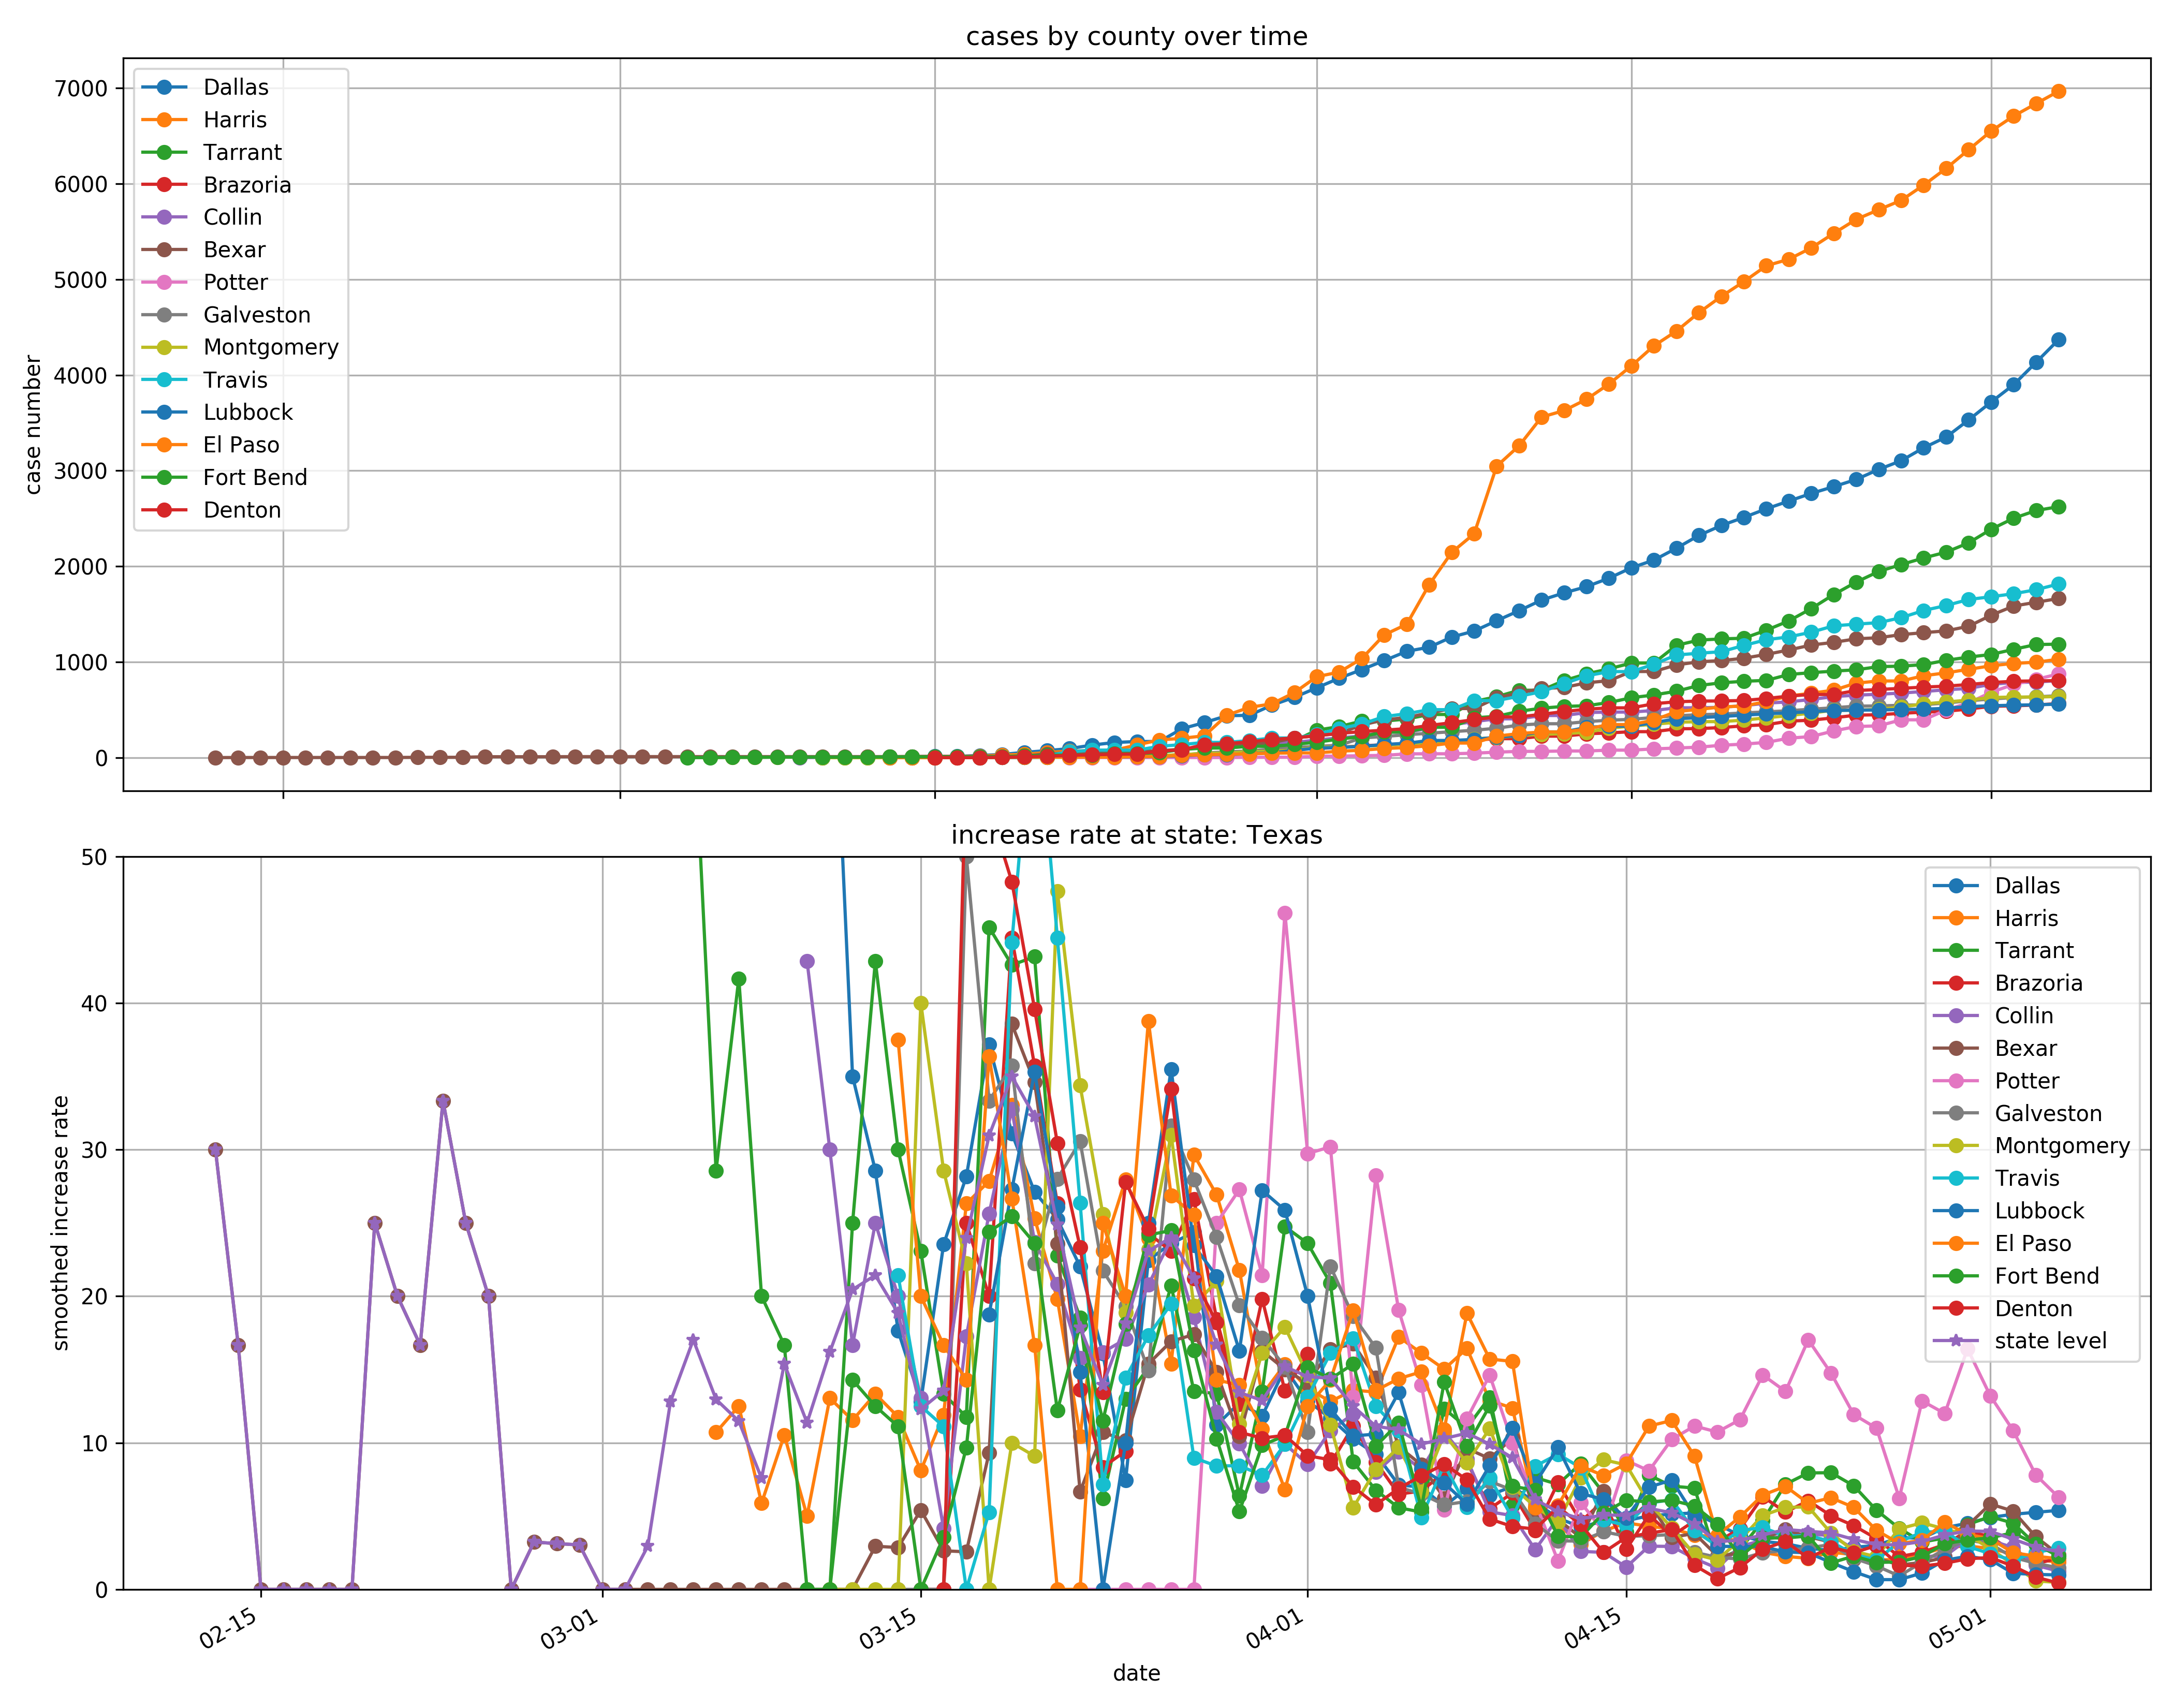 cases by county over time
case number
7000
6000
5000
4000
3000
2000
1000
0
Dallas
Harris
Tarrant
Brazoria
Collin
Bexar
Potter
Galveston
Montgomery
Travis
Lubbock
El Paso
Fort Bend
Denton
increase rate at state: Texas
smoothed increase rate
50
40
30
20
10
0
Dallas
Harris
Tarrant
Brazoria
Collin
Bexar
Potter
Galveston
Montgomery
Travis
Lubbock
El Paso
Fort Bend
Denton
state level
02-15
03-01
03-15
04-01
04-15
05-01
date